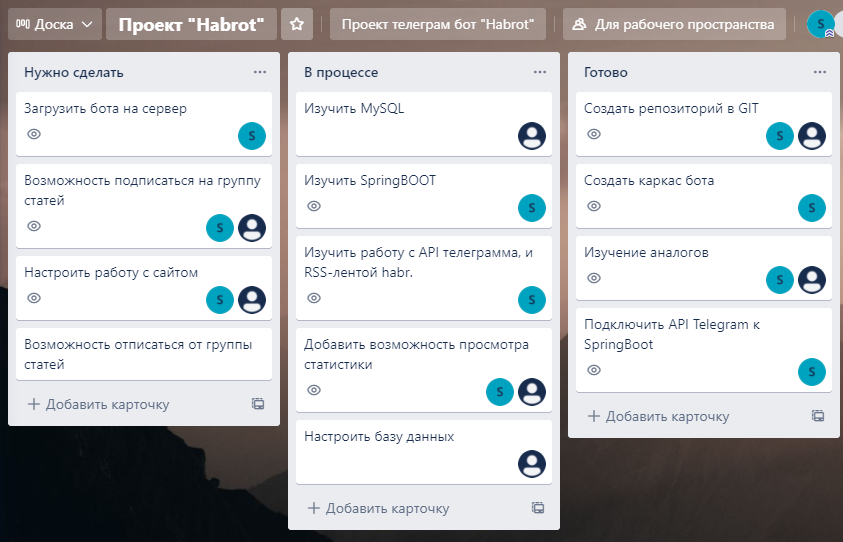 Доска
Проект "Habrot"
Проект телеграм бот "Habrot"
Для рабочего пространства
S
Нужно сделать
Загрузить бота на сервер
S
Возможность подписаться на группу
статей
S
Настроить работу с сайтом
S
Возможность отписаться от группы
статей
Добавить карточку
В процессе
Изучить MySQL
Изучить SpringBOOT
S
Изучить работу с API телеграмма, и
RSS-лентой habr.
S
Добавить возможность просмотра
статистики
S
Настроить базу данных
Добавить карточку
Готово
Создать репозиторий в GIT
S
Создать каркас бота
S
Изучение аналогов
S
Подключить API Telegram к
SpringBoot
S
Добавить карточку